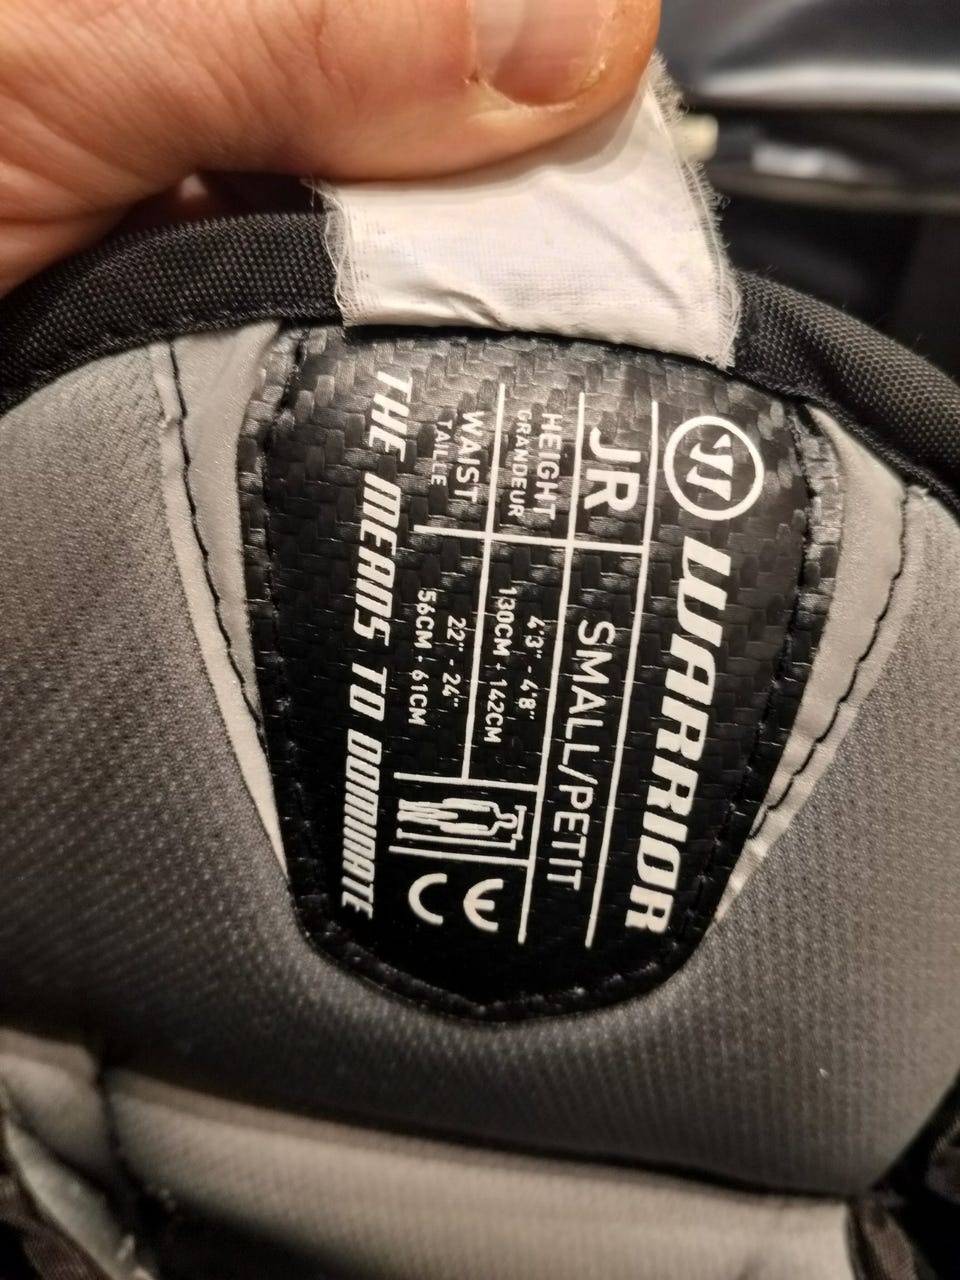 WARRIOR
JR SMALL/PETIT
HEIGHT 4'3" - 4'8"
GRANDEUR 130CM - 142CM
WAIST 22" - 24"
TAILLE 56CM - 61CM
CE
THE MEANS TO DOMINATE